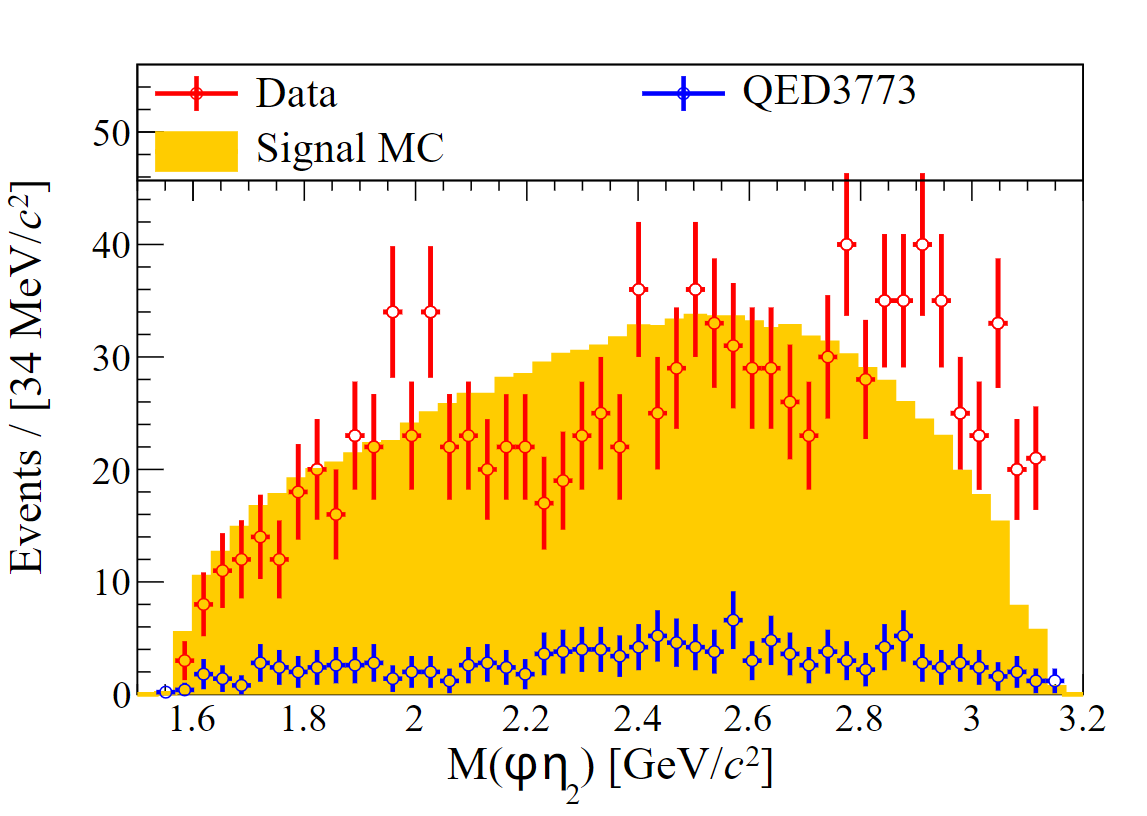 Data
QED3773
Signal MC
Events / [34 MeV/c²]
50
40
30
20
10
0
1.6 1.8 2 2.2 2.4 2.6 2.8 3 3.2
M(φη₂) [GeV/c²]